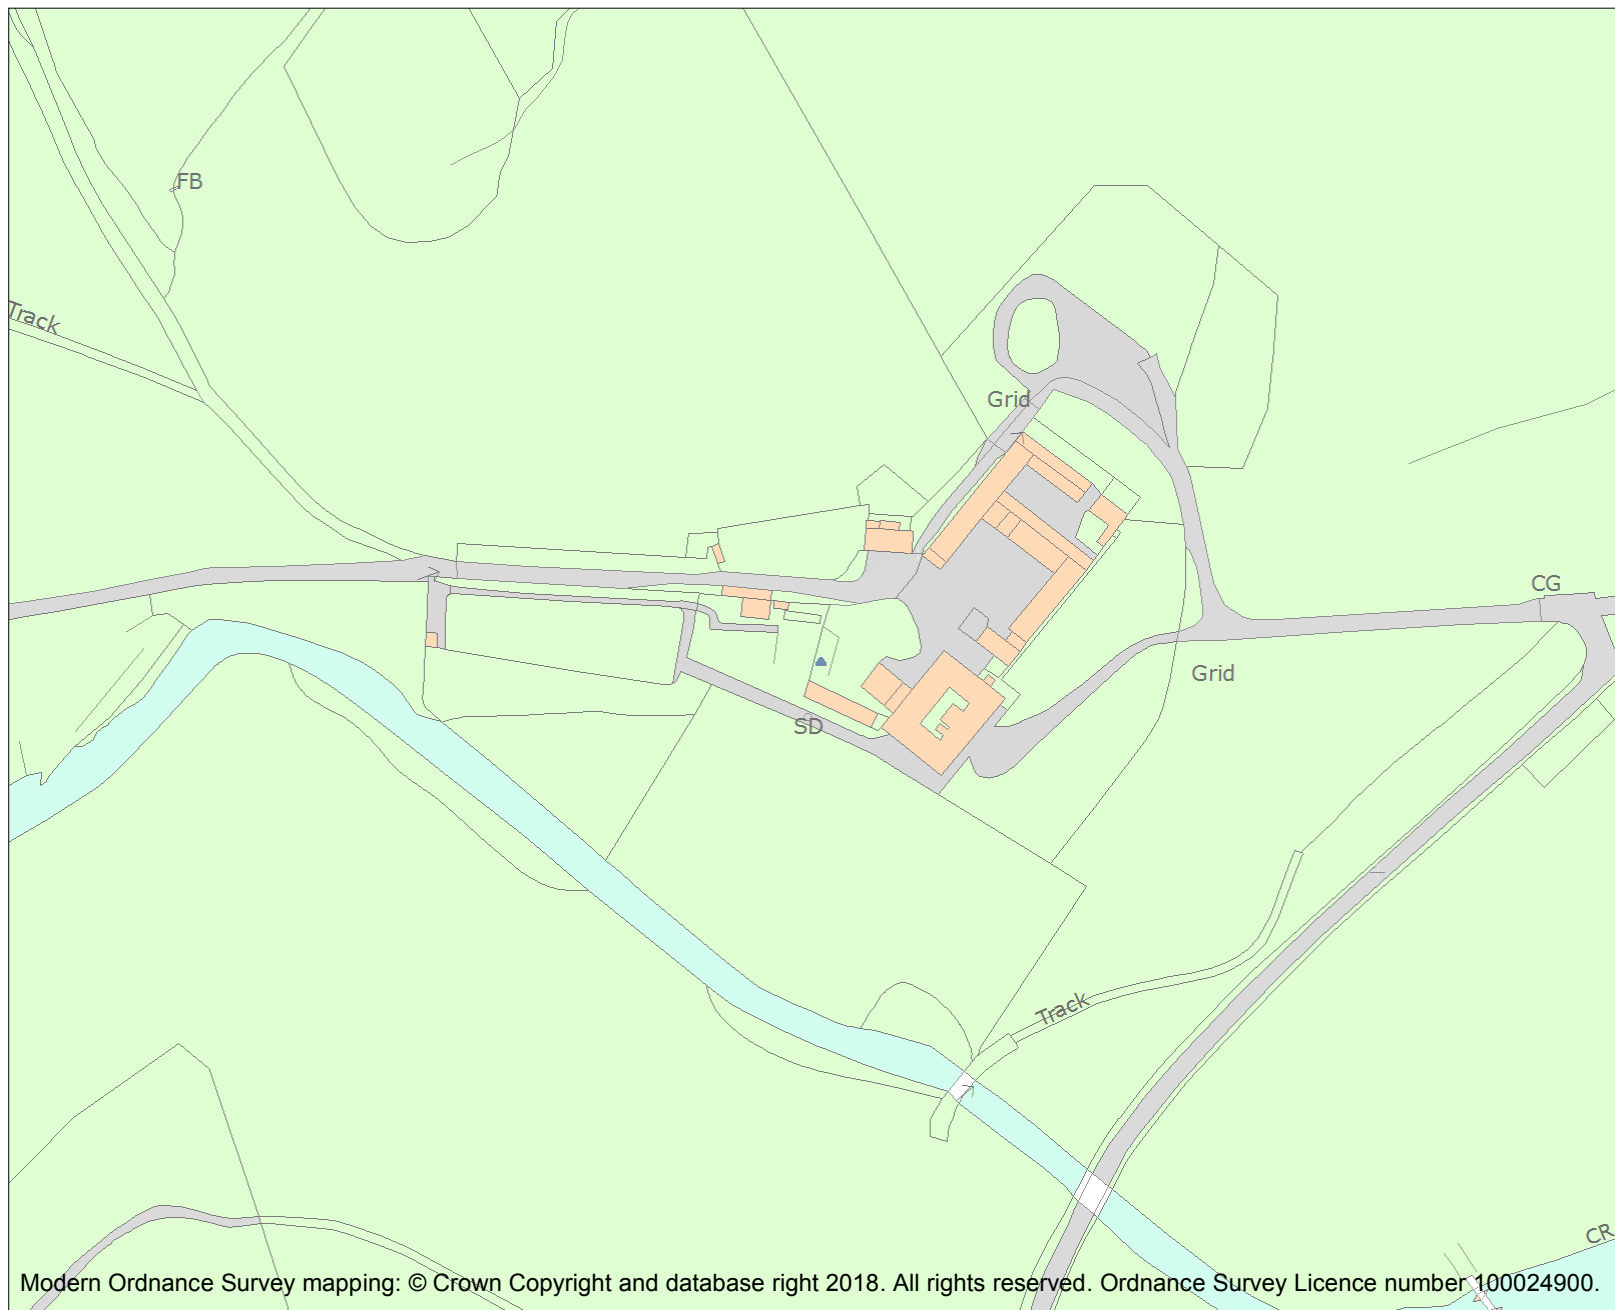 FB
Track
Grid
CG
Grid
SD
Track
CR
Modern Ordnance Survey mapping: © Crown Copyright and database right 2018. All rights reserved. Ordnance Survey Licence number 100024900.